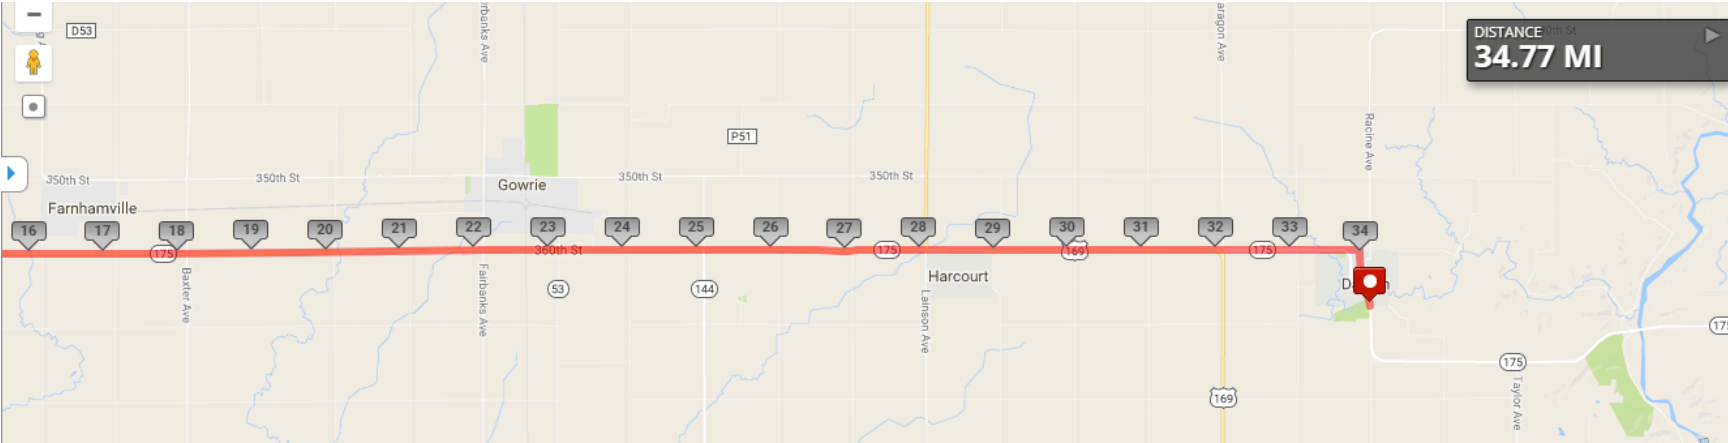 −
D53
irbanks Ave
aragon Ave
DISTANCE
34.77 MI
P51
Racine Ave
350th St
350th St
Gowrie
350th St
350th St
Farnhamville
16
17
18
19
20
21
22
23
24
25
26
27
28
29
30
31
32
33
34
175
360th St
175
169
175
Baxter Ave
Fairbanks Ave
53
144
Lainson Ave
Harcourt
175
175
Taylor Ave
169